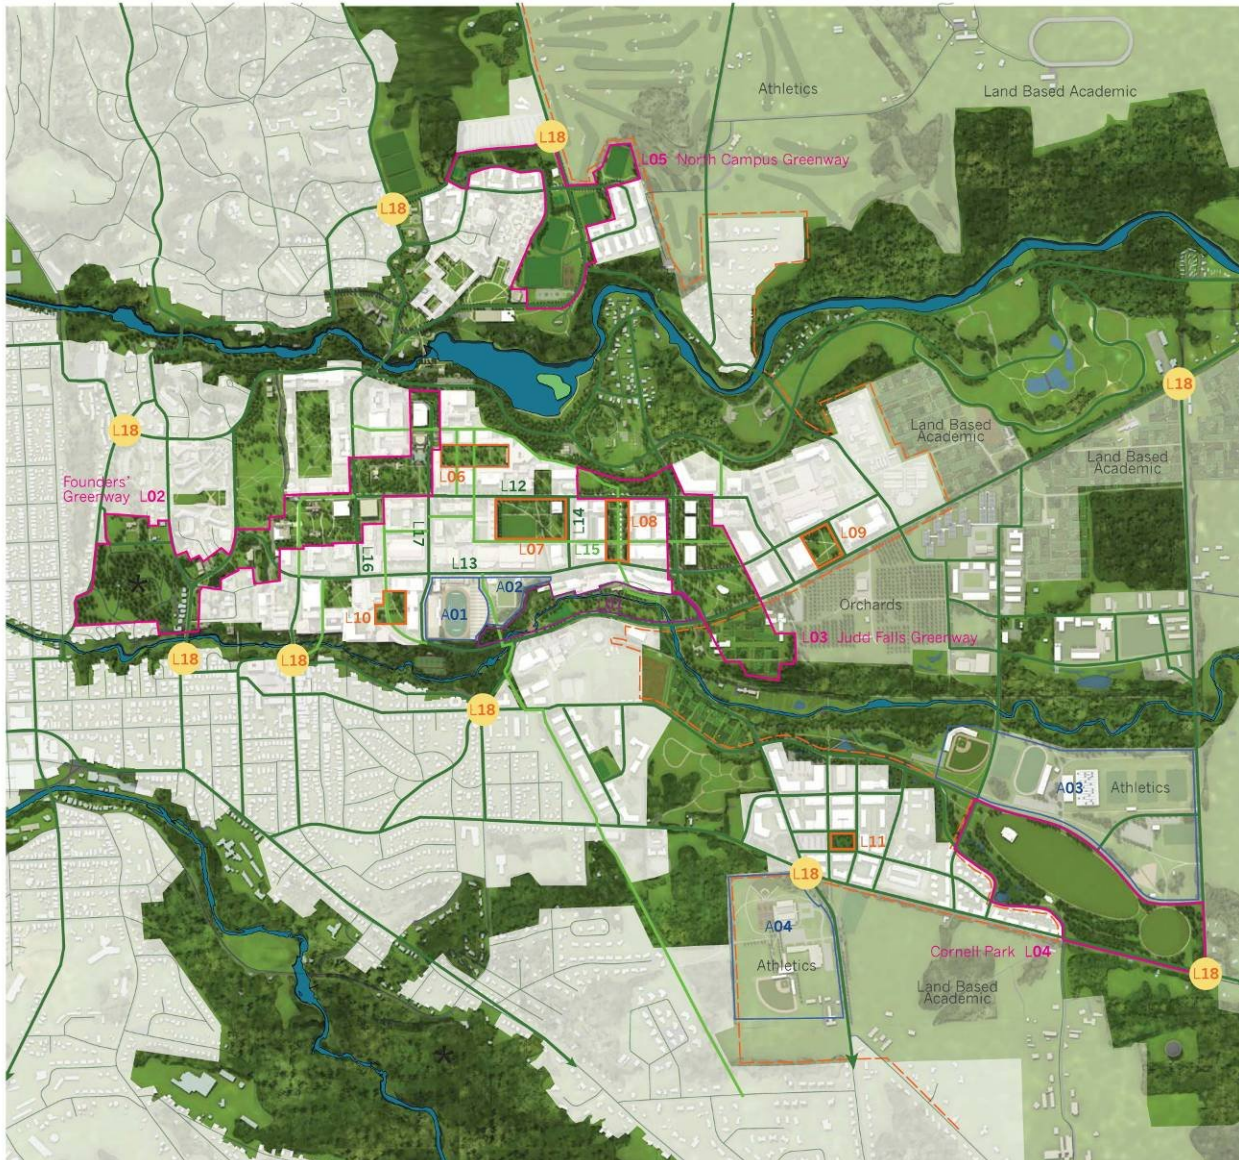 L18
Athletics
Land Based Academic
L05 North Campus Greenway
L18
L18
L18
Land Based
Academic
Land Based
Academic
Founders'
Greenway L02
L06
L12
L14
L08
L17
L07
L15
L09
L16
L13
A02
A01
L10
Orchards
L03 Judd Falls Greenway
L18
L18
L18
A03
Athletics
L11
L18
A04
Athletics
Cornell Park L04
L18
Land Based
Academic